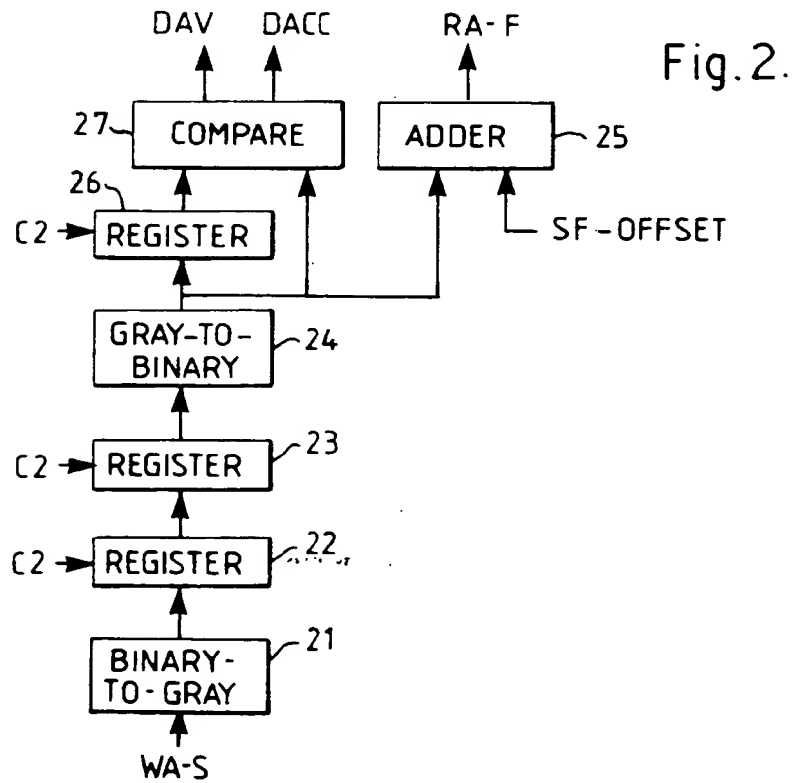 DAV DACC RA-F
Fig. 2.
27 COMPARE
ADDER 25
26
C2 REGISTER
SF-OFFSET
GRAY-TO-
BINARY 24
C2 REGISTER 23
C2 REGISTER 22
BINARY-
TO-GRAY 21
WA-S